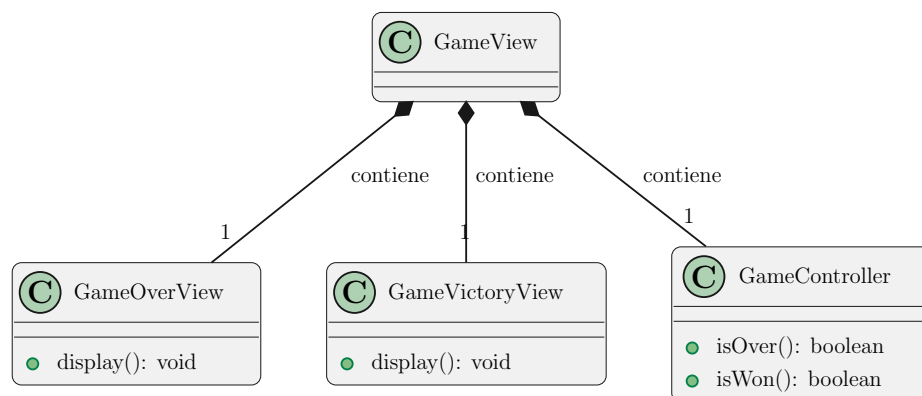 C GameView
contiene
contiene
contiene
1
1
1
C GameOverView
display(): void
C GameVictoryView
display(): void
C GameController
isOver(): boolean
isWon(): boolean